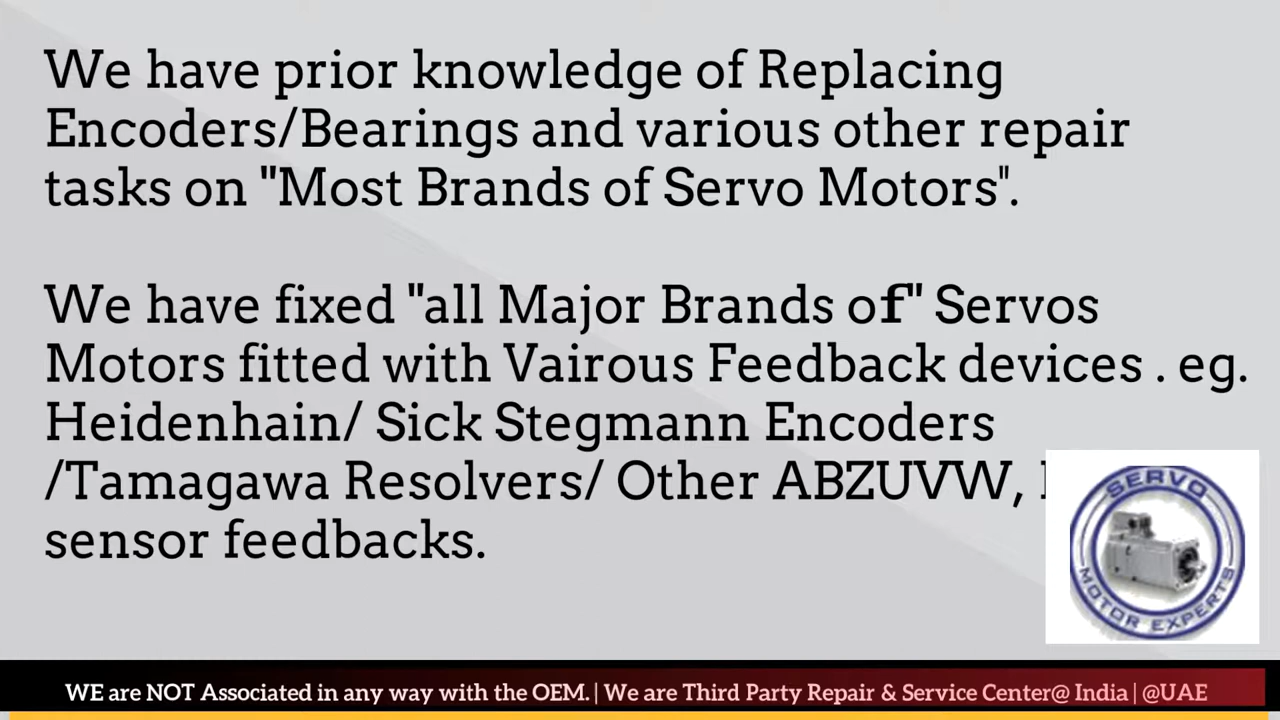 We have prior knowledge of Replacing
Encoders/Bearings and various other repair
tasks on "Most Brands of Servo Motors".
We have fixed "all Major Brands of" Servos
Motors fitted with Vairous Feedback devices . eg.
Heidenhain/ Sick Stegmann Encoders
/Tamagawa Resolvers/ Other ABZUVW,
sensor feedbacks.
SERVO
MOTOR EXPERTS
WE are NOT Associated in any way with the OEM. | We are Third Party Repair & Service Center@ India | @UAE